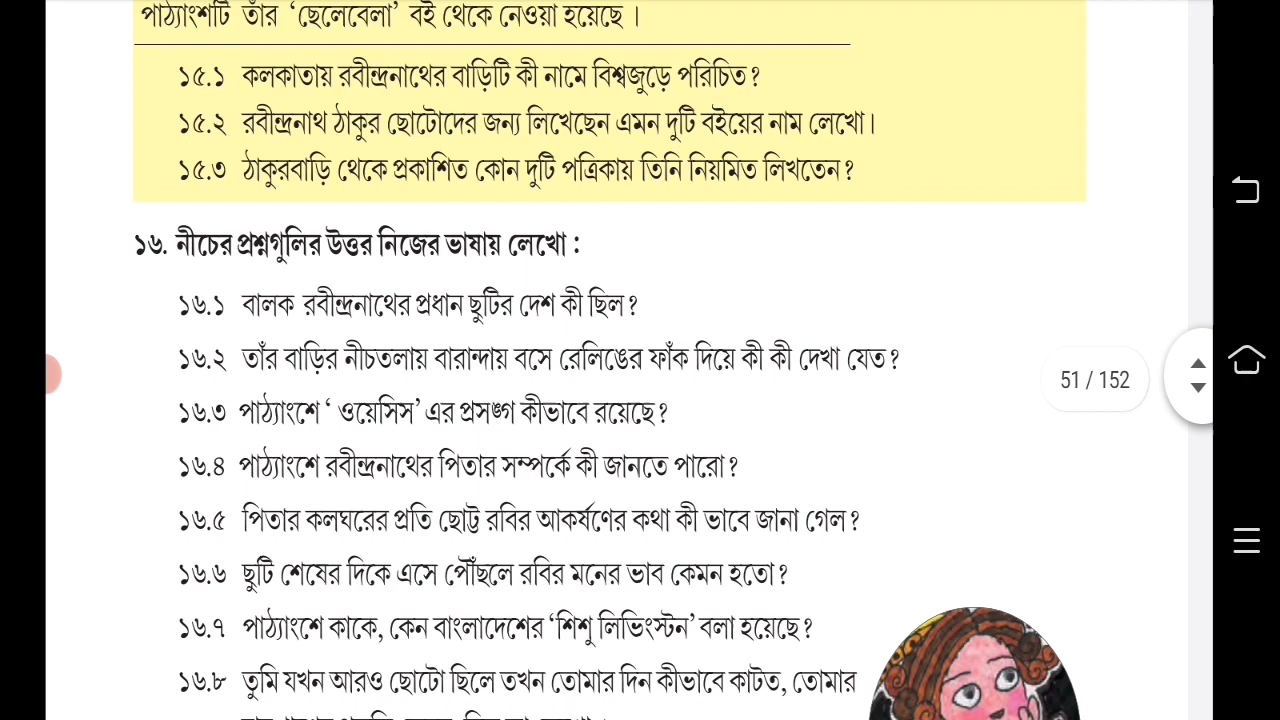 পাঠ্যাংশটি তাঁর ‘ছেলেবেলা’ বই থেকে নেওয়া হয়েছে ।
১৫.১ কলকাতায় রবীন্দ্রনাথের বাড়িটি কী নামে বিশ্বজুড়ে পরিচিত?
১৫.২ রবীন্দ্রনাথ ঠাকুর ছোটোদের জন্য লিখেছেন এমন দুটি বইয়ের নাম লেখো।
১৫.৩ ঠাকুরবাড়ি থেকে প্রকাশিত কোন দুটি পত্রিকায় তিনি নিয়মিত লিখতেন?
১৬. নীচের প্রশ্নগুলির উত্তর নিজের ভাষায় লেখো :
১৬.১ বালক রবীন্দ্রনাথের প্রধান ছুটির দেশ কী ছিল?
১৬.২ তাঁর বাড়ির নীচতলায় বারান্দায় বসে রেলিঙের ফাঁক দিয়ে কী কী দেখা যেত?
১৬.৩ পাঠ্যাংশে ‘ ওয়েসিস’ এর প্রসঙ্গ কীভাবে রয়েছে?
১৬.৪ পাঠ্যাংশে রবীন্দ্রনাথের পিতার সম্পর্কে কী জানতে পারো?
১৬.৫ পিতার কলঘরের প্রতি ছোট্ট রবির আকর্ষণের কথা কী ভাবে জানা গেল?
১৬.৬ ছুটি শেষের দিকে এসে পৌঁছলে রবির মনের ভাব কেমন হতো?
১৬.৭ পাঠ্যাংশে কাকে, কেন বাংলাদেশের ‘শিশু লিভিংস্টন’ বলা হয়েছে?
১৬.৮ তুমি যখন আরও ছোটো ছিলে তখন তোমার দিন কীভাবে কাটত, তোমার
51 / 152